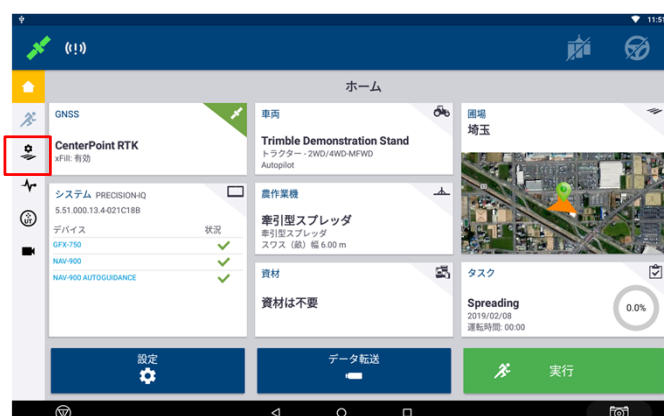 11:51
ホーム
GNSS
CenterPoint RTK
xFill: 有効
車両
Trimble Demonstration Stand
トラクター - 2WD/4WD-MFWD
Autopilot
圃場
埼玉
システム PRECISION-IQ
5.51.000.13.4-021C18B
デバイス 状況
GFX-750
NAV-900
NAV-900 AUTOGUIDANCE
農作業機
牽引型スプレッダ
牽引型スプレッダ
スワス（畝）幅 6.00 m
資材
資材は不要
タスク
Spreading
2019/02/08
運転時間: 00:00
0.0%
UT
設定
データ転送
実行